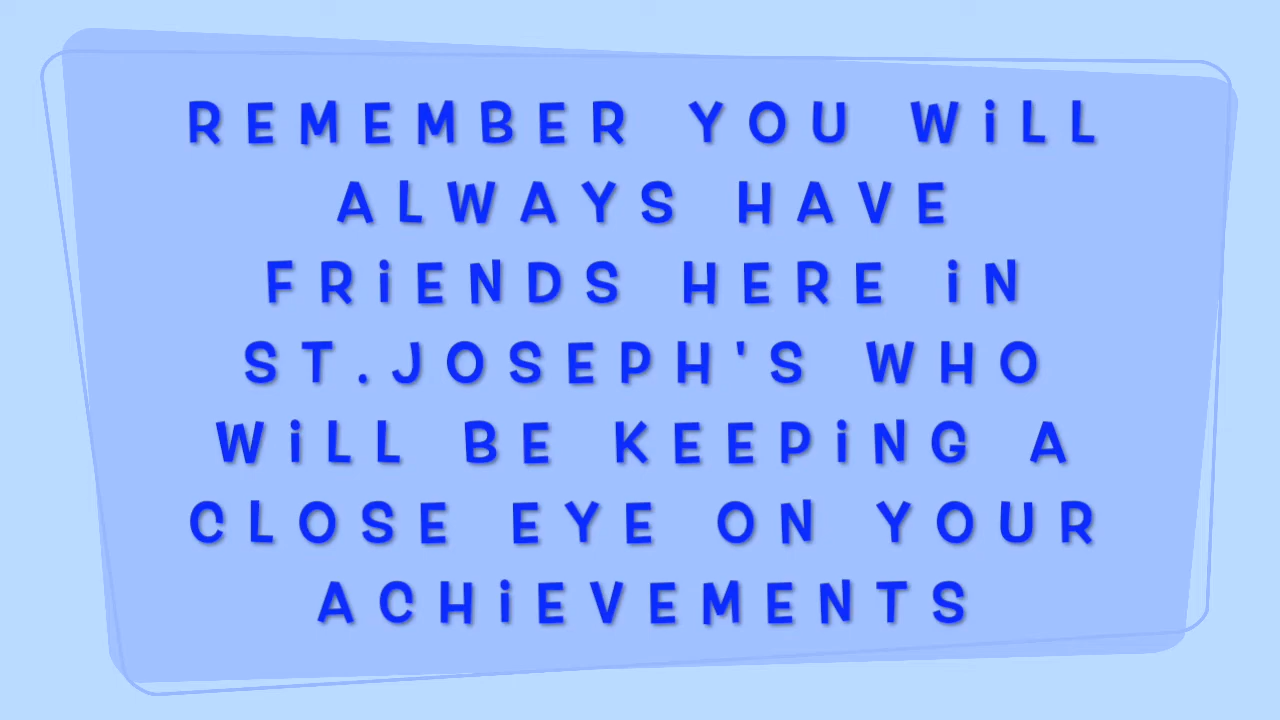 REMEMBER YOU WiLL
ALWAYS HAVE
FRiENDS HERE iN
ST.JOSEPH'S WHO
WiLL BE KEEPiNG A
CLOSE EYE ON YOUR
ACHiEVEMENTS